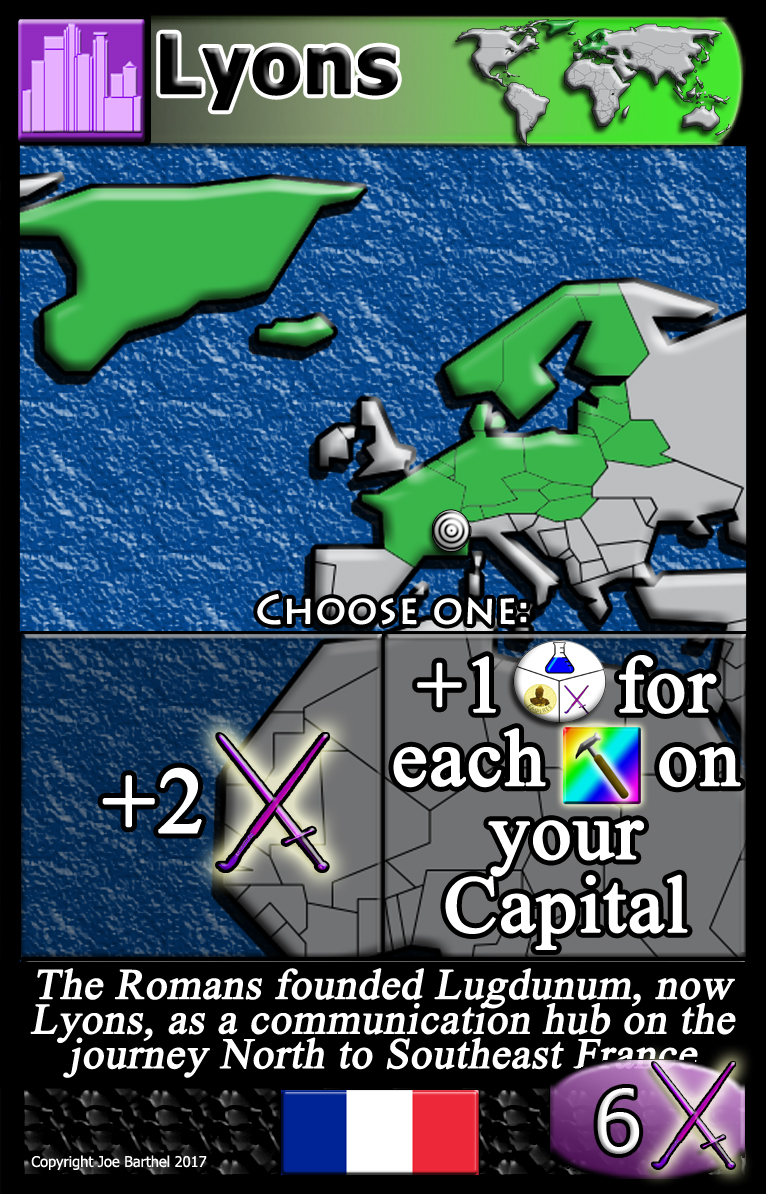 Lyons
CHOOSE ONE:
+2
+1 for
each on
your
Capital
The Romans founded Lugdunum, now
Lyons, as a communication hub on the
journey North to Southeast France
6
Copyright Joe Barthel 2017